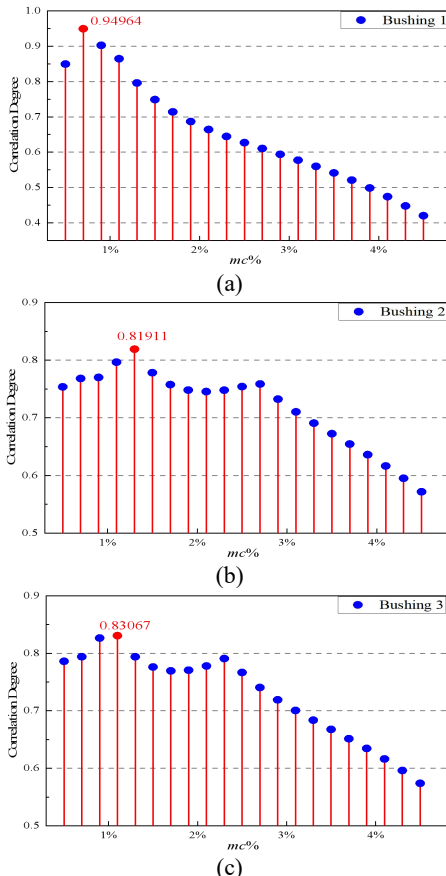 1.0
0.94964
Bushing 1
0.9
0.8
0.7
0.6
0.5
0.4
Correlation Degree
1% 2% 3% 4%
mc%
(a)
0.9
Bushing 2
0.81911
0.8
0.7
0.6
0.5
Correlation Degree
1% 2% 3% 4%
mc%
(b)
0.9
Bushing 3
0.83067
0.8
0.7
0.6
0.5
Correlation Degree
1% 2% 3% 4%
mc%
(c)